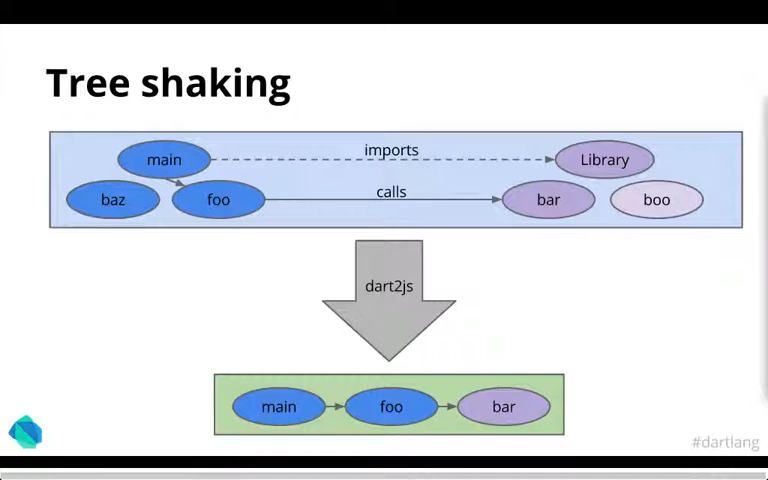 Tree shaking
main
imports
Library
baz
foo
calls
bar
boo
dart2js
main
foo
bar
#dartlang